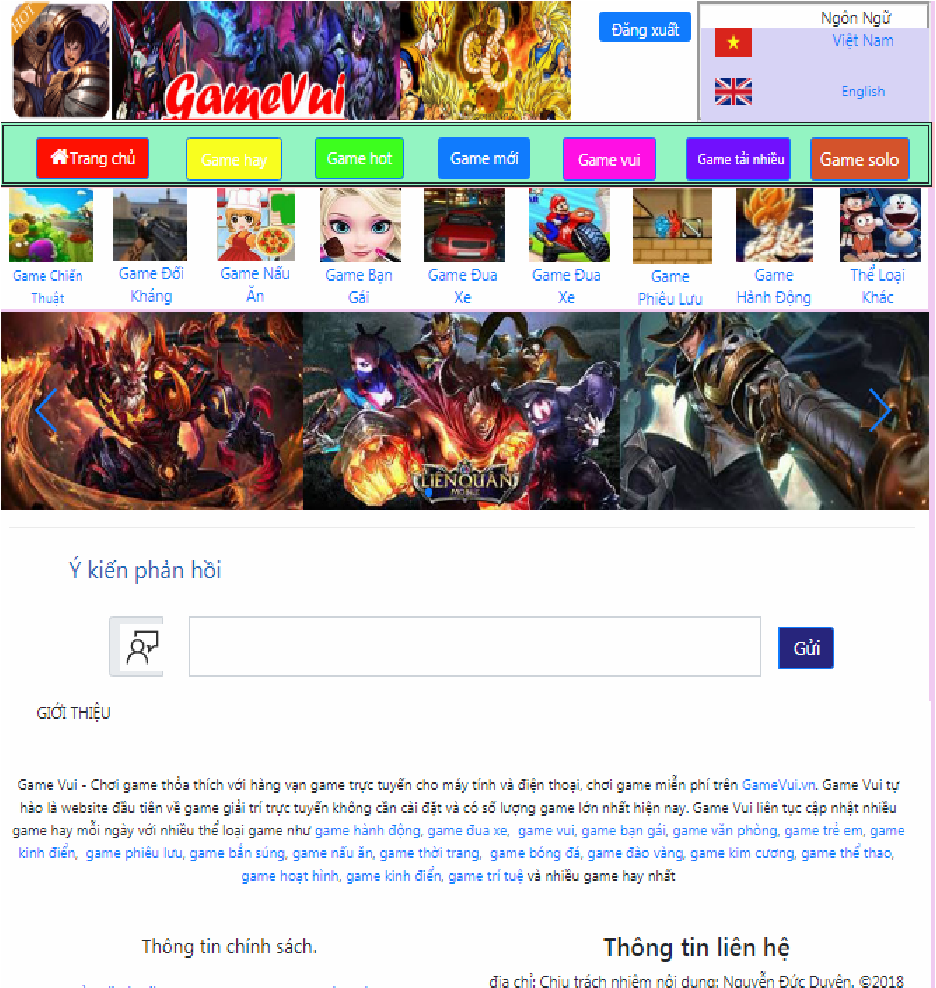 HOT
GameVui
Đăng xuất
Ngôn Ngữ
Việt Nam
English
Trang chủ
Game hay
Game hot
Game mới
Game vui
Game tải nhiều
Game solo
Game Chiến
Thuật
Game Đối
Kháng
Game Nấu
Ăn
Game Bạn
Gái
Game Đua
Xe
Game Đua
Xe
Game
Phiêu Lưu
Game
Hành Động
Thể Loại
Khác
LIÊN QUÂN
MOBILE
Ý kiến phản hồi
Gửi
GIỚI THIỆU
Game Vui - Chơi game thỏa thích với hàng vạn game trực tuyến cho máy tính và điện thoại, chơi game miễn phí trên GameVui.vn. Game Vui tự
hào là website đầu tiên về game giải trí trực tuyến không cần cài đặt và có số lượng game lớn nhất hiện nay. Game Vui liên tục cập nhật nhiều
game hay mỗi ngày với nhiều thể loại game như game hành động, game đua xe, game vui, game bạn gái, game văn phòng, game trẻ em, game
kinh điển, game phiêu lưu, game bắn súng, game nấu ăn, game thời trang, game bóng đá, game đào vàng, game kim cương, game thể thao,
game hoạt hình, game kinh điển, game trí tuệ và nhiều game hay nhất
Thông tin chính sách.
Thông tin liên hệ
địa chỉ: Chịu trách nhiệm nội dung: Nguyễn Đức Duyên. ©2018